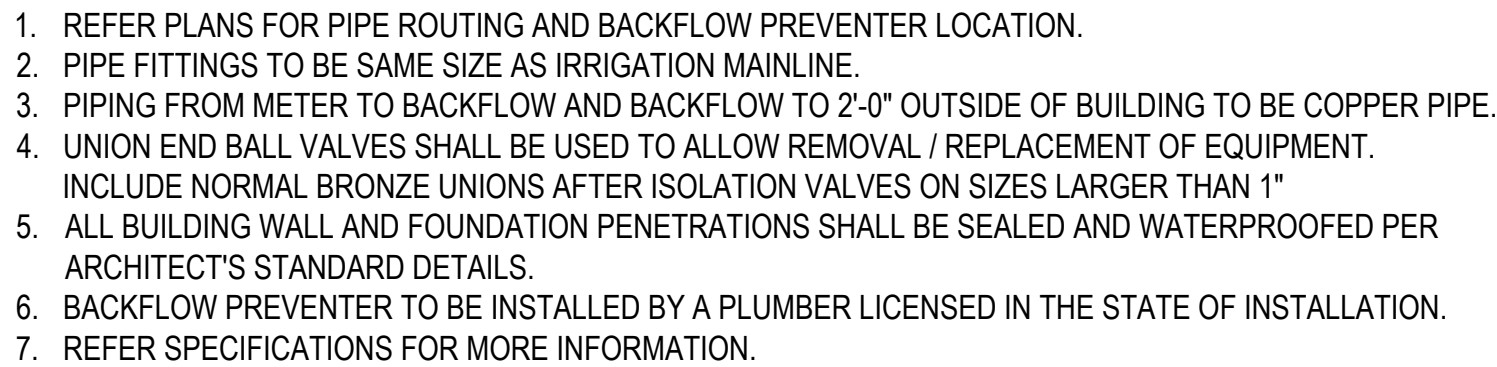 1. REFER PLANS FOR PIPE ROUTING AND BACKFLOW PREVENTER LOCATION.
2. PIPE FITTINGS TO BE SAME SIZE AS IRRIGATION MAINLINE.
3. PIPING FROM METER TO BACKFLOW AND BACKFLOW TO 2'-0" OUTSIDE OF BUILDING TO BE COPPER PIPE.
4. UNION END BALL VALVES SHALL BE USED TO ALLOW REMOVAL / REPLACEMENT OF EQUIPMENT.
INCLUDE NORMAL BRONZE UNIONS AFTER ISOLATION VALVES ON SIZES LARGER THAN 1"
5. ALL BUILDING WALL AND FOUNDATION PENETRATIONS SHALL BE SEALED AND WATERPROOFED PER
ARCHITECT'S STANDARD DETAILS.
6. BACKFLOW PREVENTER TO BE INSTALLED BY A PLUMBER LICENSED IN THE STATE OF INSTALLATION.
7. REFER SPECIFICATIONS FOR MORE INFORMATION.